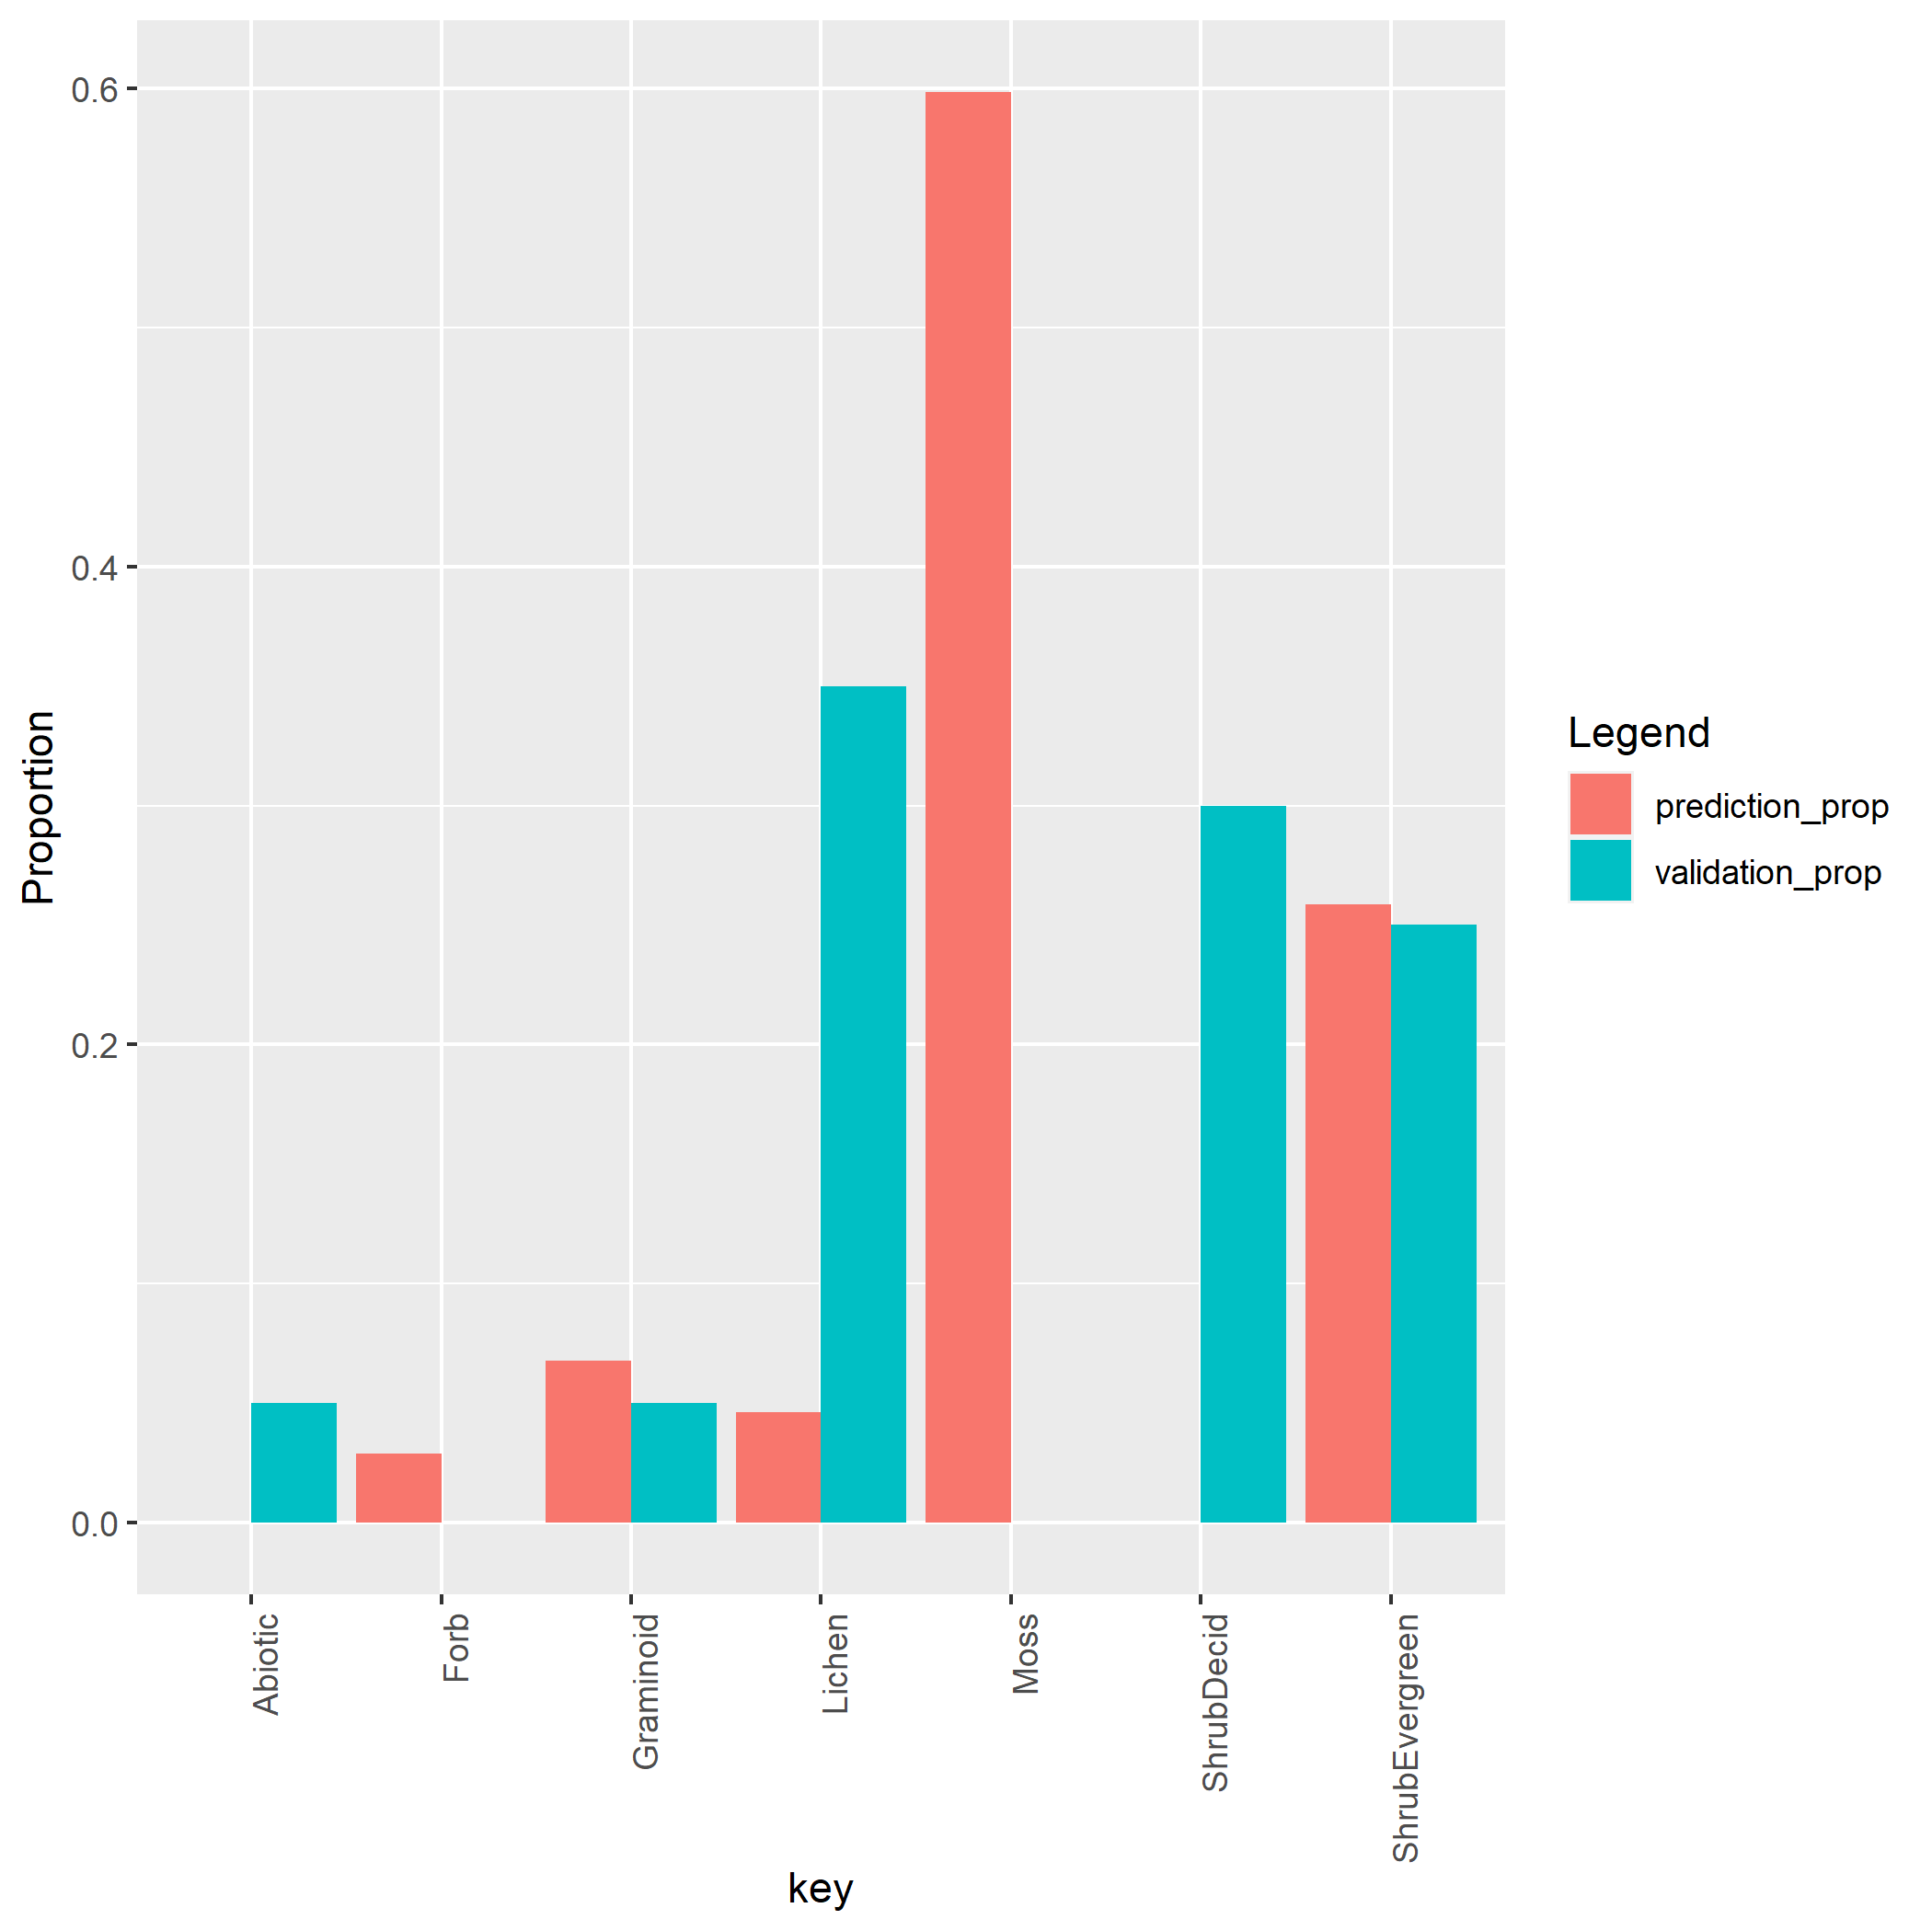 Proportion
0.6
0.4
0.2
0.0
Abiotic
Forb
Graminoid
Lichen
Moss
ShrubDecid
ShrubEvergreen
key
Legend
prediction_prop
validation_prop